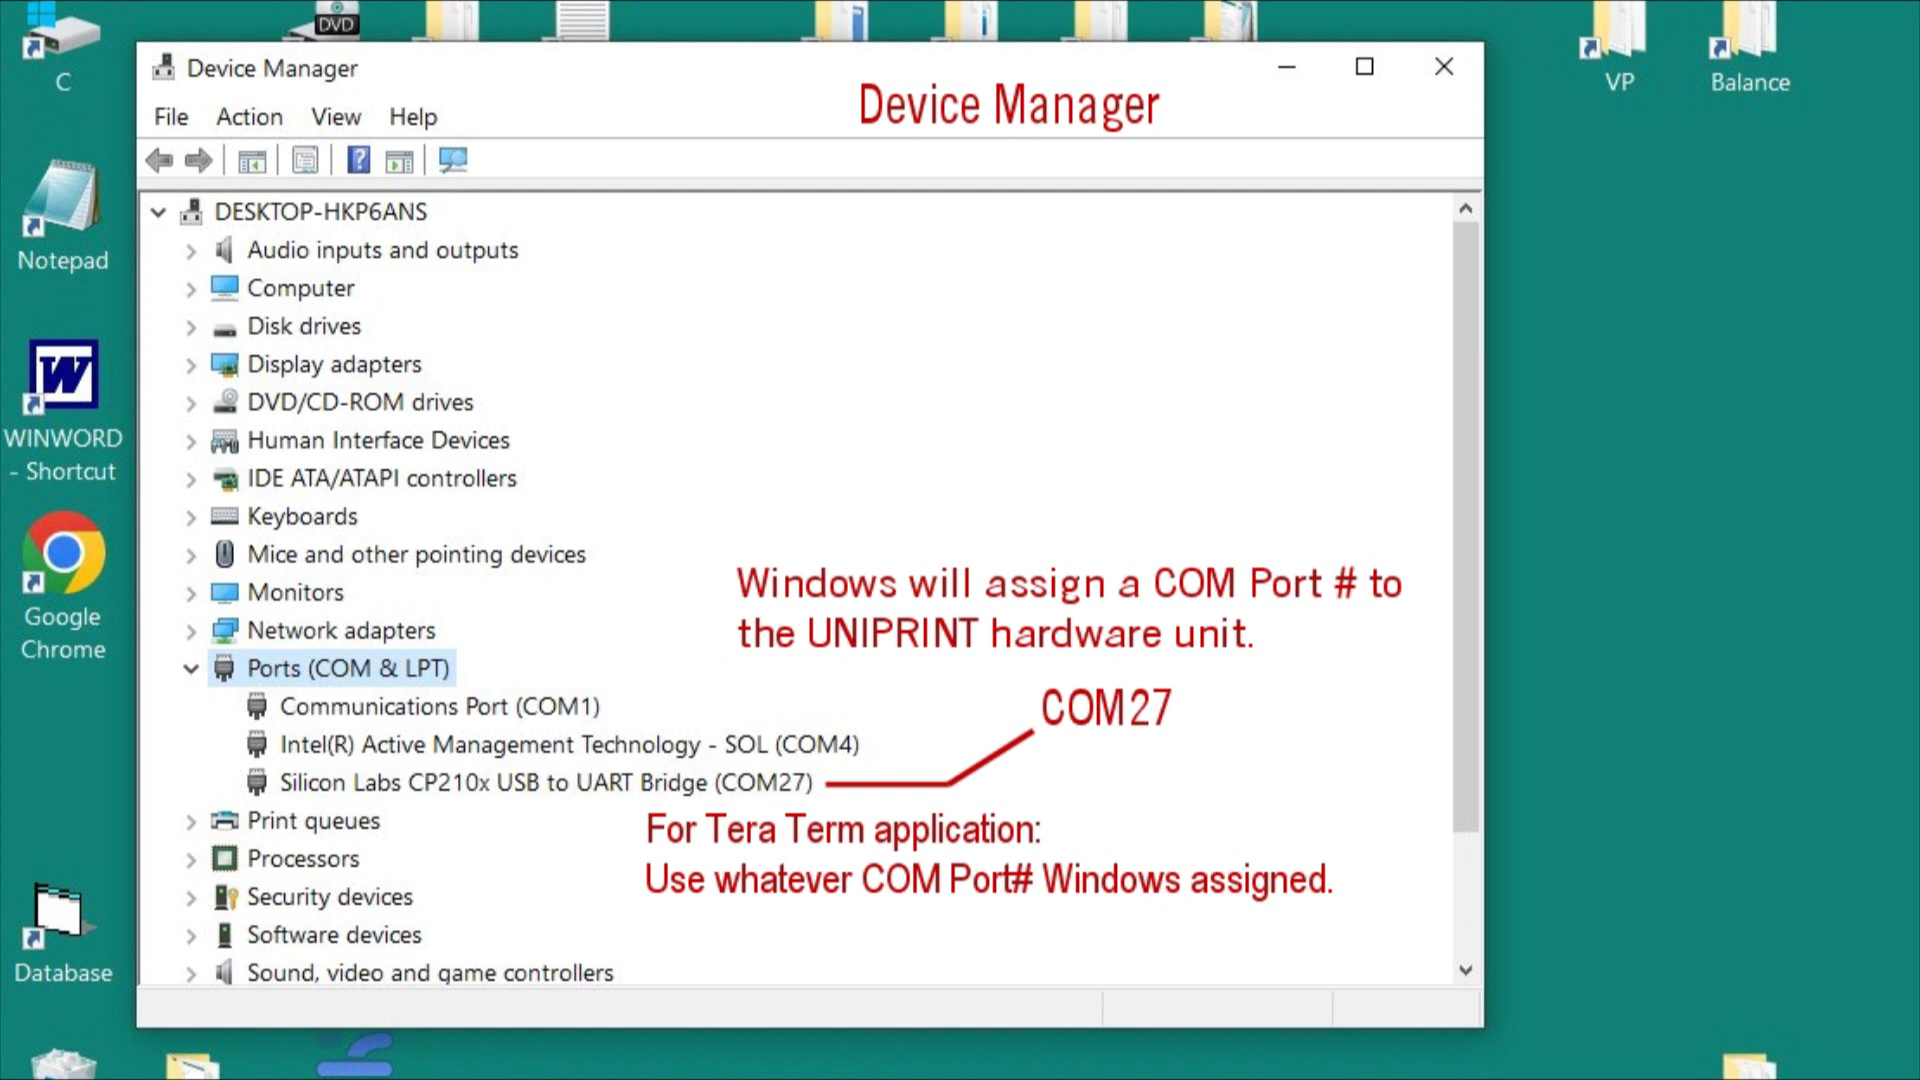 DVD
C
VP
Balance
Device Manager
File Action View Help
Device Manager
DESKTOP-HKP6ANS
Audio inputs and outputs
Computer
Disk drives
Display adapters
DVD/CD-ROM drives
Human Interface Devices
IDE ATA/ATAPI controllers
Keyboards
Mice and other pointing devices
Monitors
Network adapters
Ports (COM & LPT)
Communications Port (COM1)
Intel(R) Active Management Technology - SOL (COM4)
Silicon Labs CP210x USB to UART Bridge (COM27)
Print queues
Processors
Security devices
Software devices
Sound, video and game controllers
Windows will assign a COM Port # to
the UNIPRINT hardware unit.
COM27
For Tera Term application:
Use whatever COM Port# Windows assigned.
Notepad
W
WINWORD
- Shortcut
Google
Chrome
Database